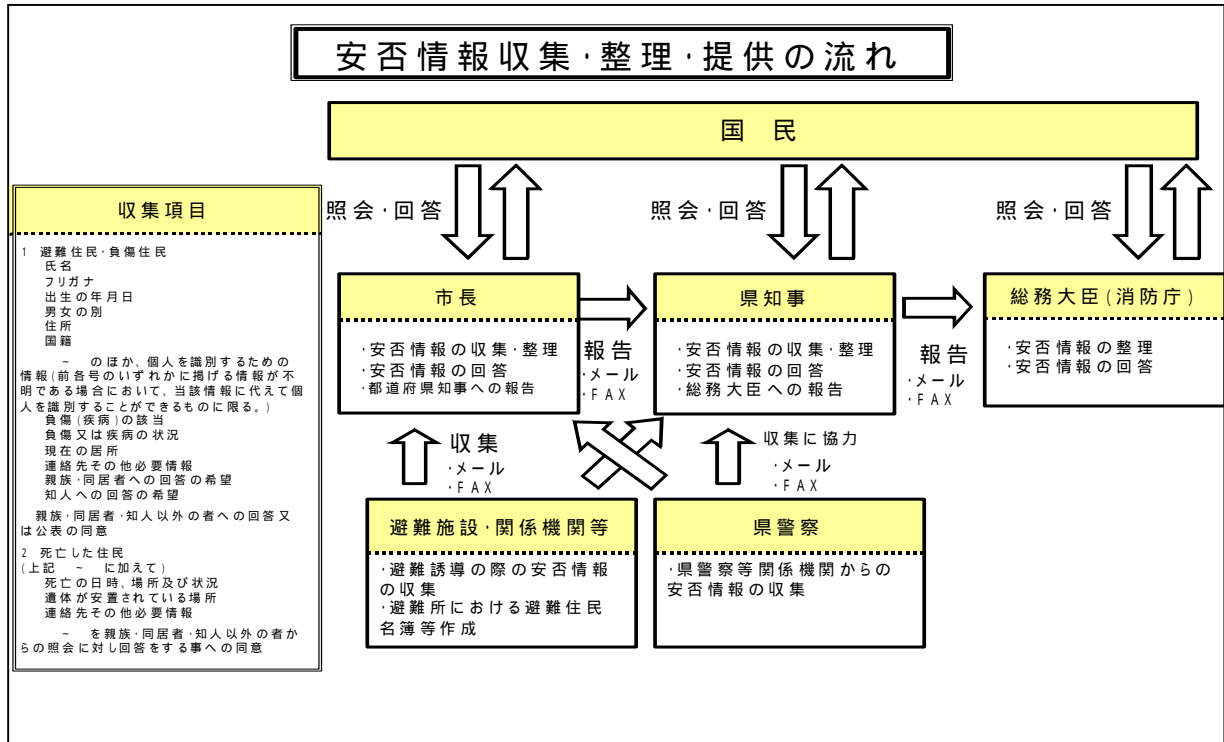 安否情報収集・整理・提供の流れ
国民
照会・回答
照会・回答
照会・回答
収集項目
1 避難住民・負傷住民
氏名
フリガナ
出生の年月日
男女の別
住所
国籍
～ のほか、個人を識別するための
情報(前各号のいずれかに掲げる情報が不
明である場合において、当該情報に代えて個
人を識別することができるものに限る。)
負傷(疾病)の該当
負傷又は疾病の状況
現在の居所
連絡先その他必要情報
親族・同居者への回答の希望
知人への回答の希望
親族・同居者・知人以外の者への回答又
は公表の同意
2 死亡した住民
(上記 ～ に加えて)
死亡の日時、場所及び状況
遺体が安置されている場所
連絡先その他必要情報
～ を親族・同居者・知人以外の者か
らの照会に対し回答をする事への同意
市長
・安否情報の収集・整理
・安否情報の回答
・都道府県知事への報告
報告
・メール
・FAX
県知事
・安否情報の収集・整理
・安否情報の回答
・総務大臣への報告
報告
・メール
・FAX
総務大臣(消防庁)
・安否情報の整理
・安否情報の回答
収集
・メール
・FAX
収集に協力
・メール
・FAX
避難施設・関係機関等
・避難誘導の際の安否情報
の収集
・避難所における避難住民
名簿等作成
県警察
・県警察等関係機関からの
安否情報の収集